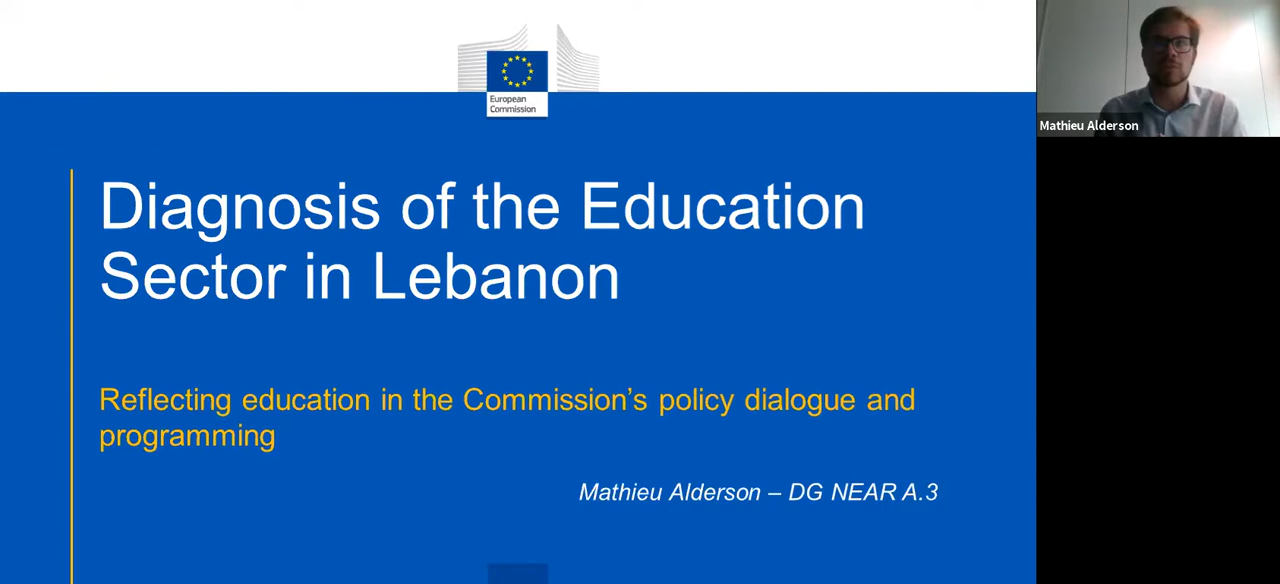 European
Commission
Mathieu Alderson
Diagnosis of the Education
Sector in Lebanon
Reflecting education in the Commission’s policy dialogue and
programming
Mathieu Alderson – DG NEAR A.3